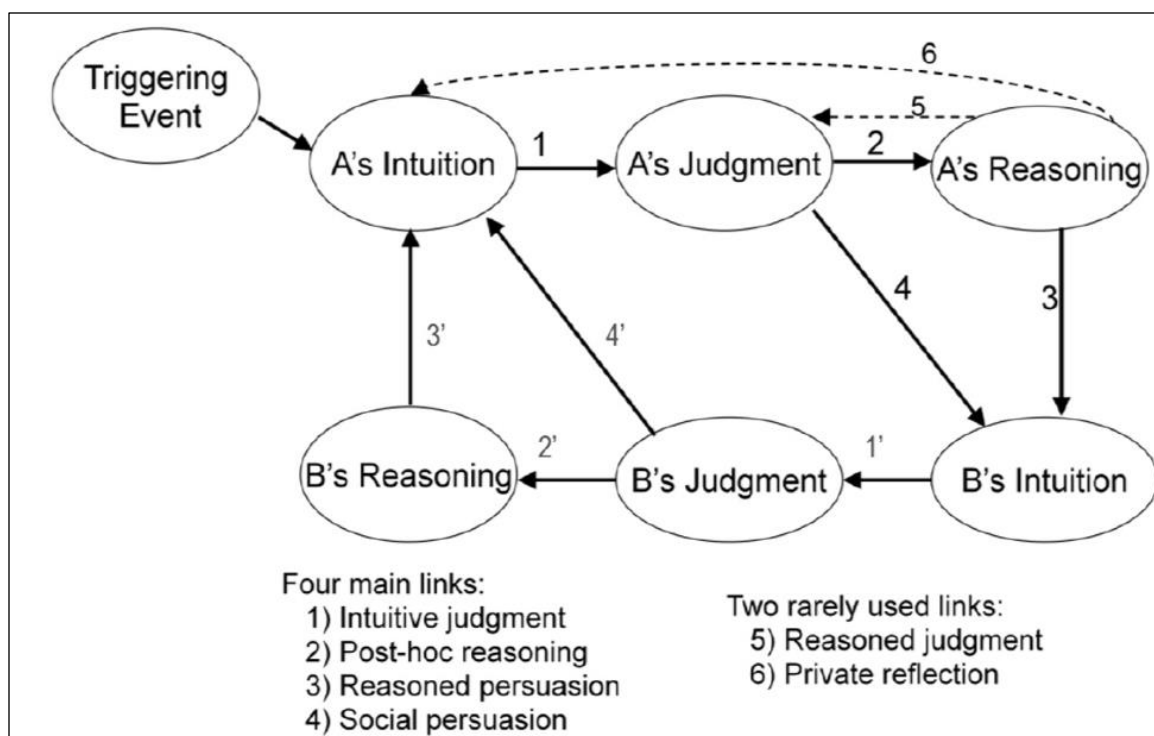 Triggering
Event
6
5
A's Intuition
1
A's Judgment
2
A's Reasoning
4
3
3’
4’
2’
1’
B's Reasoning
B's Judgment
B's Intuition
Four main links:
1) Intuitive judgment
2) Post-hoc reasoning
3) Reasoned persuasion
4) Social persuasion
Two rarely used links:
5) Reasoned judgment
6) Private reflection